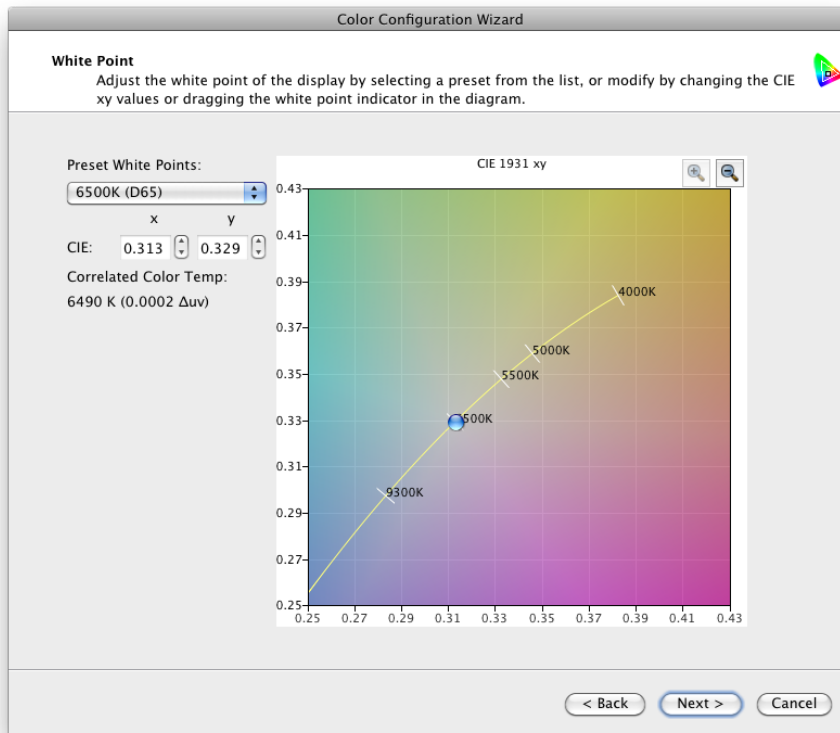 Color Configuration Wizard
White Point
Adjust the white point of the display by selecting a preset from the list, or modify by changing the CIE
xy values or dragging the white point indicator in the diagram.
Preset White Points:
6500K (D65)
x y
CIE: 0.313 0.329
Correlated Color Temp:
6490 K (0.0002 Δuv)
CIE 1931 xy
0.43
0.41
0.39
0.37
0.35
0.33
0.31
0.29
0.27
0.25
4000K
5000K
5500K
500K
9300K
0.25 0.27 0.29 0.31 0.33 0.35 0.37 0.39 0.41 0.43
< Back Next > Cancel